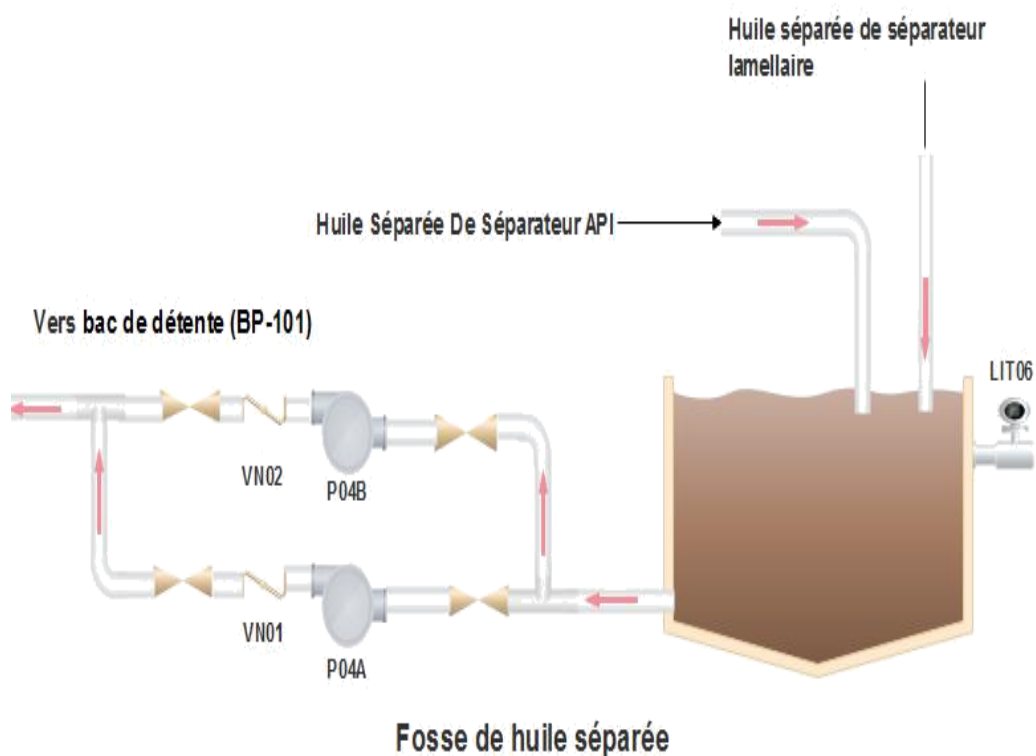 Huile séparée de séparateur
lamellaire
Huile Séparée De Séparateur API
Vers bac de détente (BP-101)
LIT06
VN02
P04B
VN01
P04A
Fosse de huile séparée